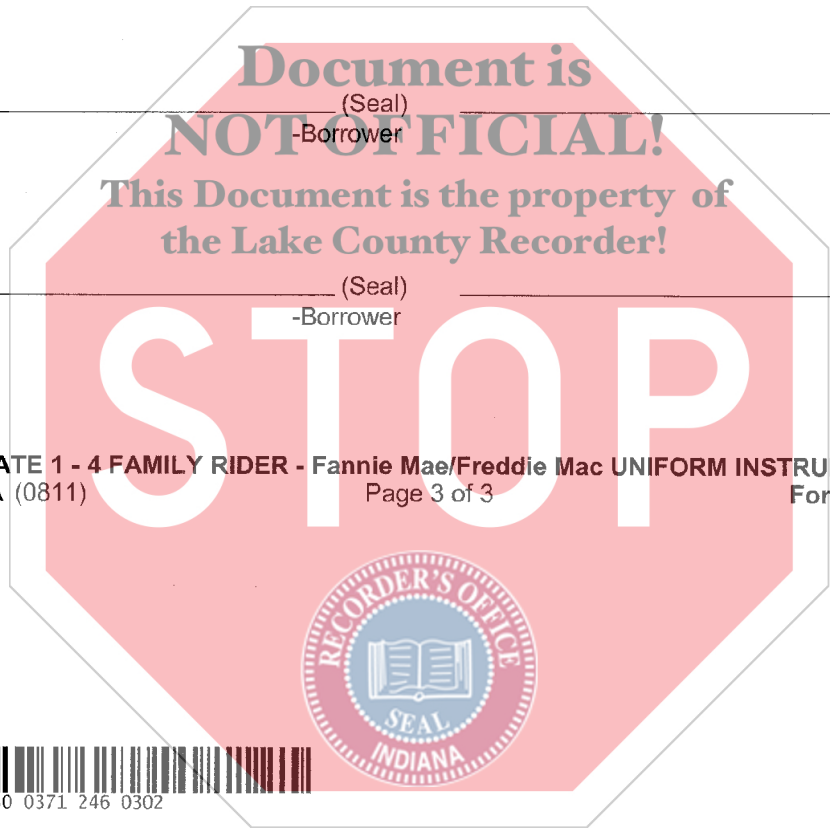 Document is
(Seal)
-Borrower
NOT OFFICIAL!
This Document is the property of
the Lake County Recorder!
(Seal)
-Borrower
STOP
ATE 1 - 4 FAMILY RIDER - Fannie Mae/Freddie Mac UNIFORM INSTRU
(0811) Page 3 of 3 For
RECORDER'S OFFICE
SEAL
INDIANA
0 0371 246 0302